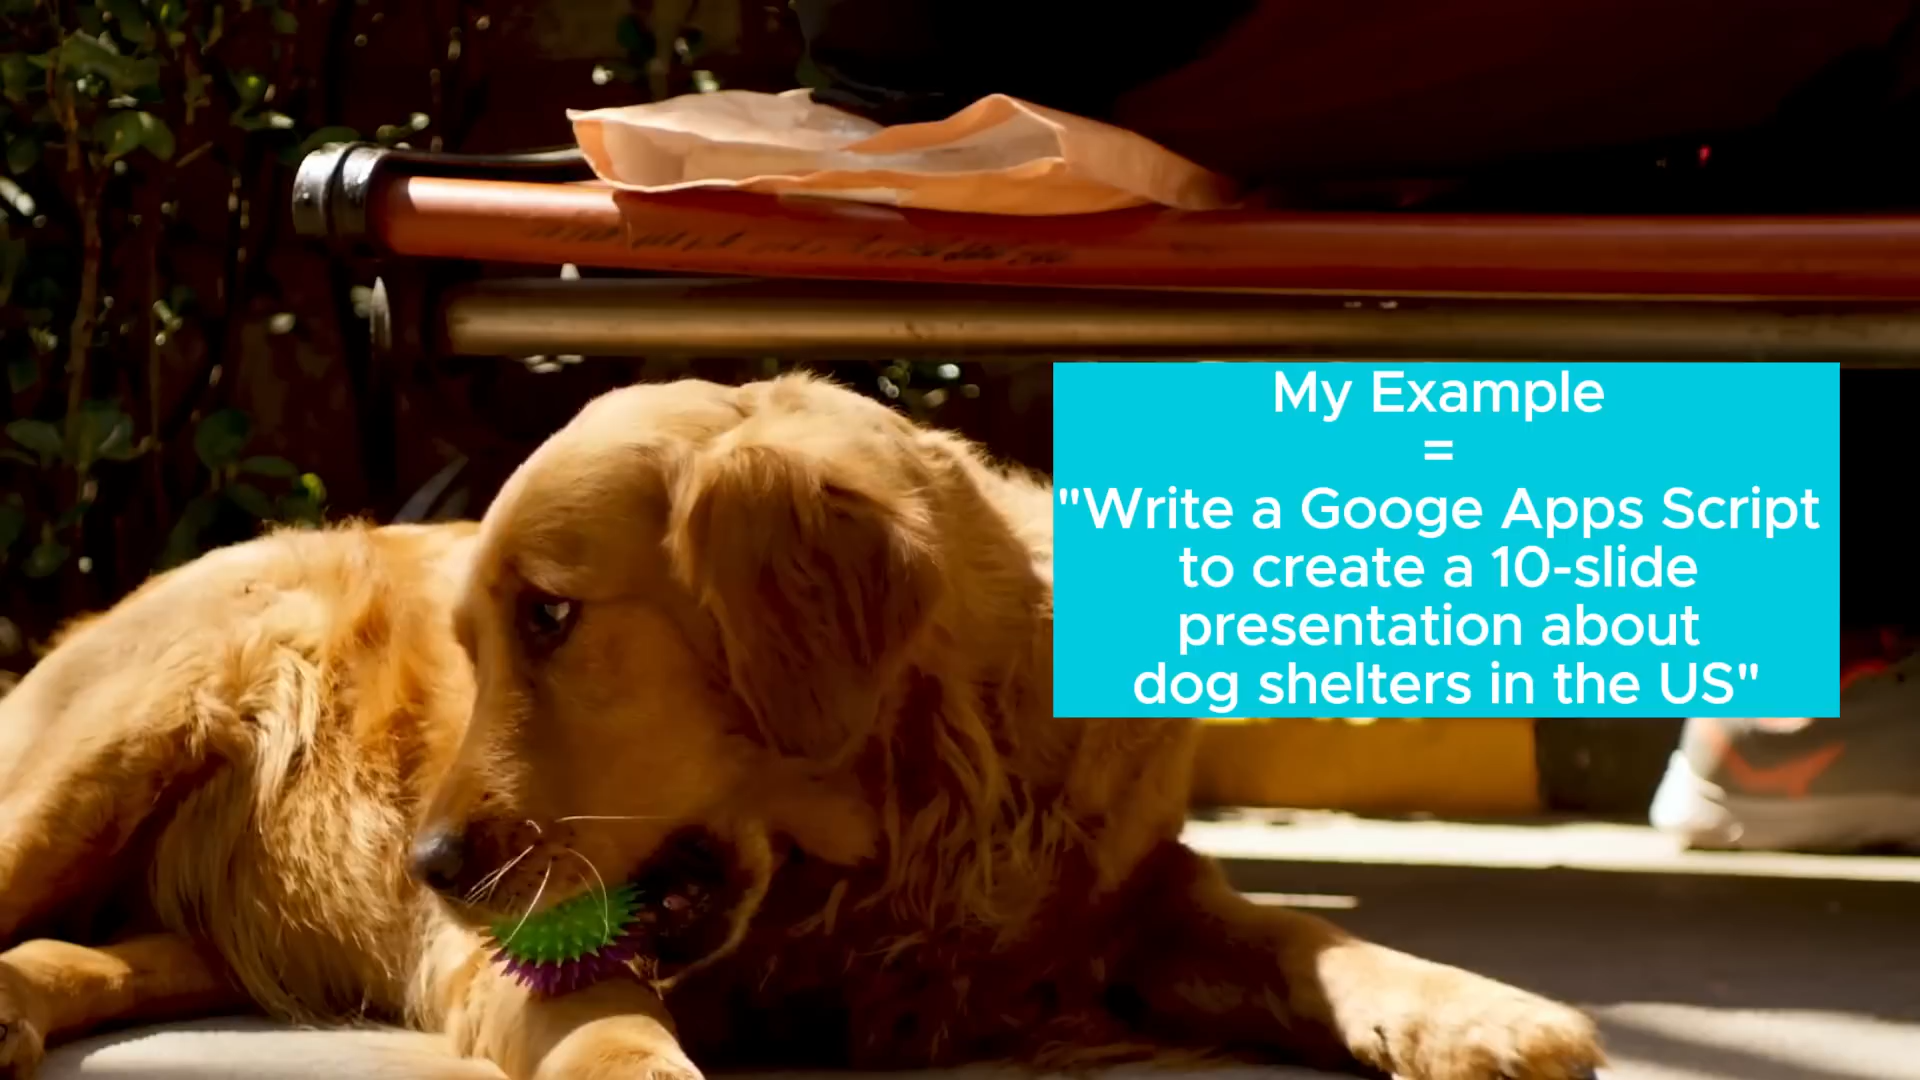 My Example
=
"Write a Googe Apps Script
to create a 10-slide
presentation about
dog shelters in the US"